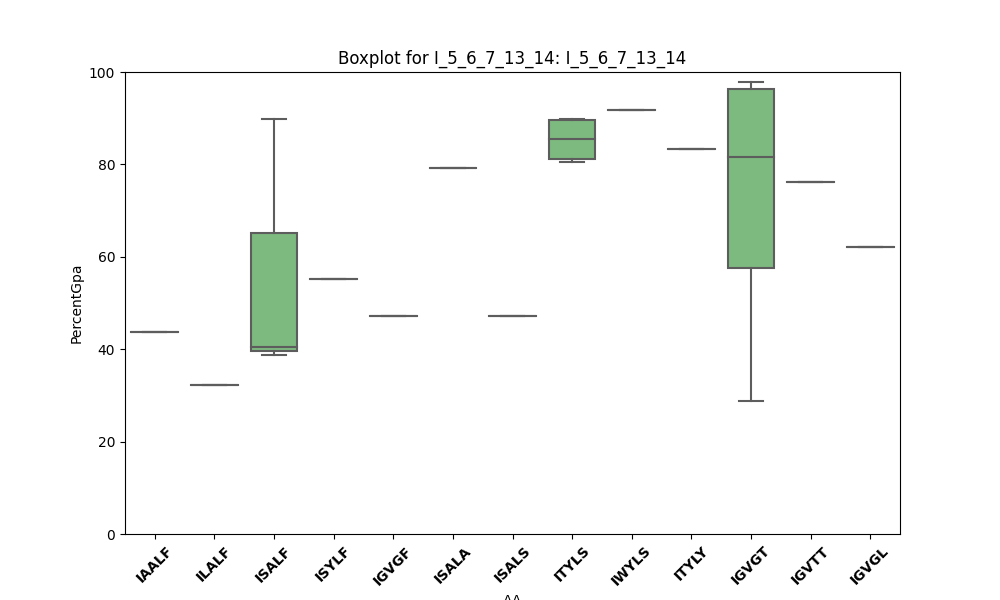 Boxplot for I_5_6_7_13_14: I_5_6_7_13_14
100
80
60
40
20
0
PercentGpa
IAALF
ILALF
ISALF
ISYLF
IGVGF
ISALA
ISALS
ITYLS
IWYLS
ITYLY
IGVGT
IGVTT
IGVGL
AA